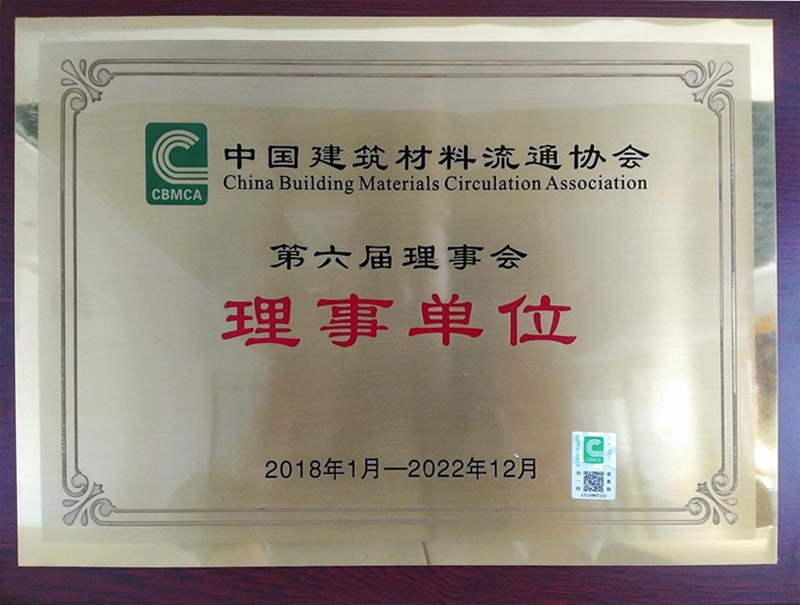 中国建筑材料流通协会
CBMCA
China Building Materials Circulation Association
第六届理事会
理事单位
2018年1月—2022年12月
CBMCA